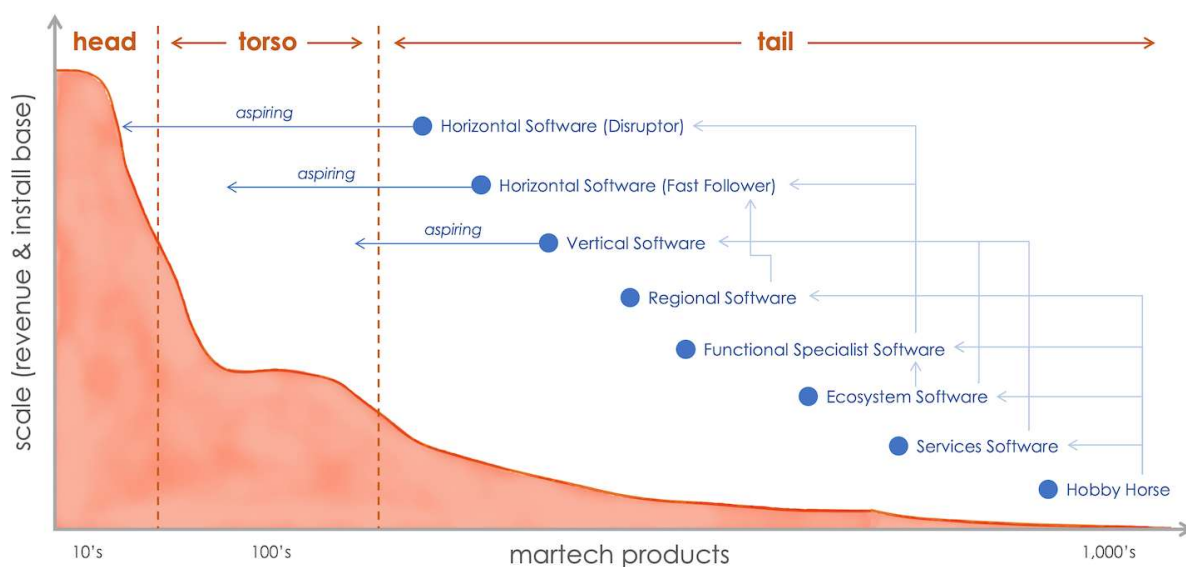 head
torso
tail
scale (revenue & install base)
aspiring
Horizontal Software (Disruptor)
aspiring
Horizontal Software (Fast Follower)
aspiring
Vertical Software
Regional Software
Functional Specialist Software
Ecosystem Software
Services Software
Hobby Horse
10's
100's
martech products
1,000's